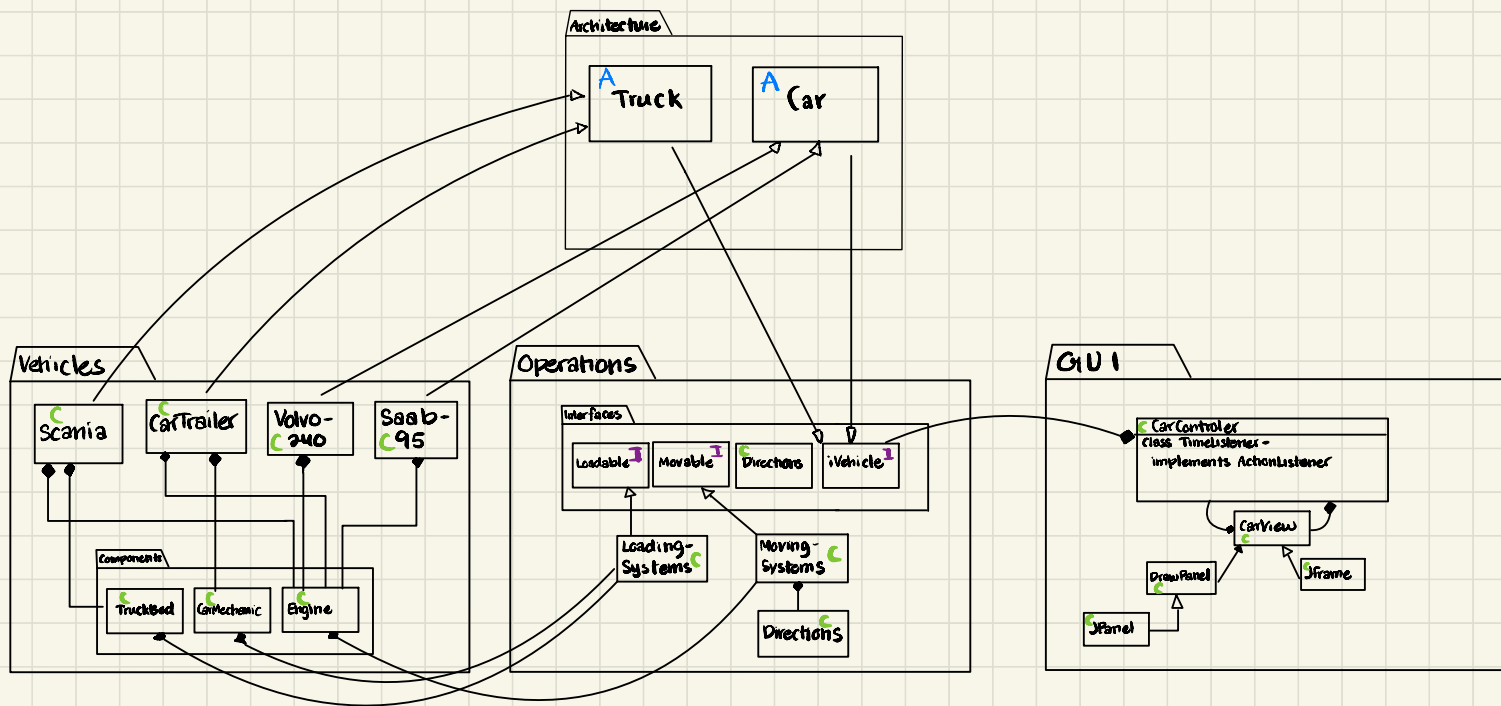 Architecture
A
Truck
A
Car
Vehicles
C
Scania
C
CarTrailer
Volvo-
C 240
Saab-
C 95
Components
C
TruckBed
C
CarMechanic
C
Engine
Operations
Interfaces
Loadable I
Movable I
C
Directions
iVehicle I
Loading-
Systems C
Moving-
Systems C
C
Directions
GUI
C CarControler
Class TimeListener-
implements ActionListener
CarView
C
DrawPanel
C
C
JFrame
C
JPanel